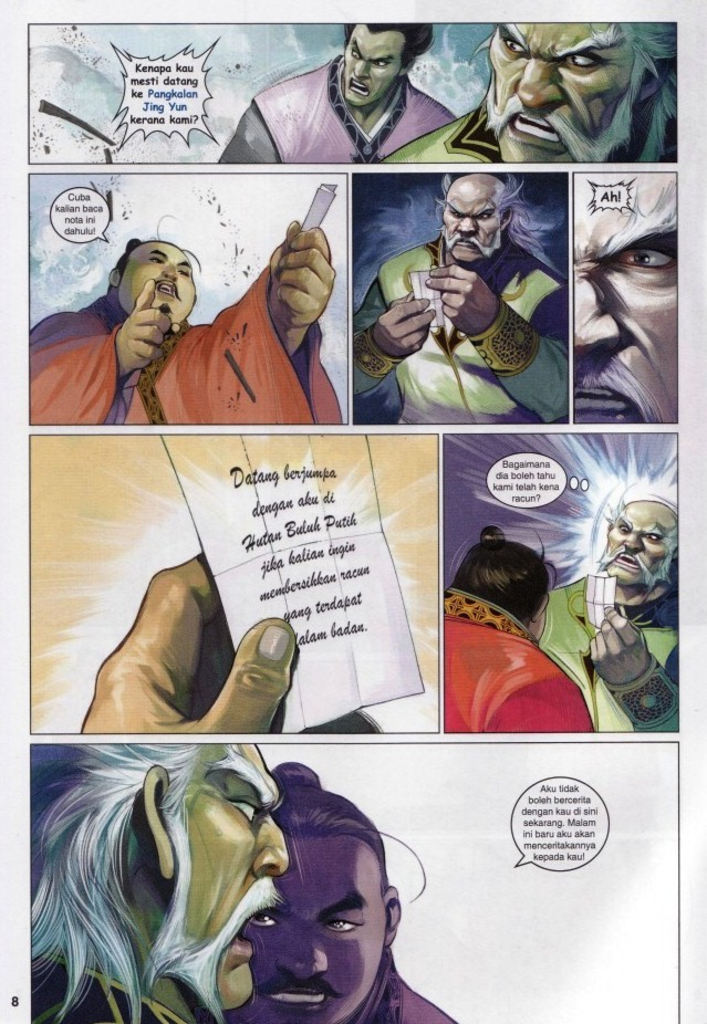 Kenapa kau
mesti datang
ke Pangkalan
Jing Yun
kerana kami?
Cuba
kalian baca
nota ini
dahulu!
Ah!
Datang berjumpa
dengan aku di
Hutan Buluh Putih
jika kalian ingin
membersihkan racun
yang terdapat
dalam badan.
Bagaimana
dia boleh tahu
kami telah kena
racun?
Aku tidak
boleh bercerita
dengan kau di sini
sekarang. Malam
ini baru aku akan
menceritakannya
kepada kau!
8